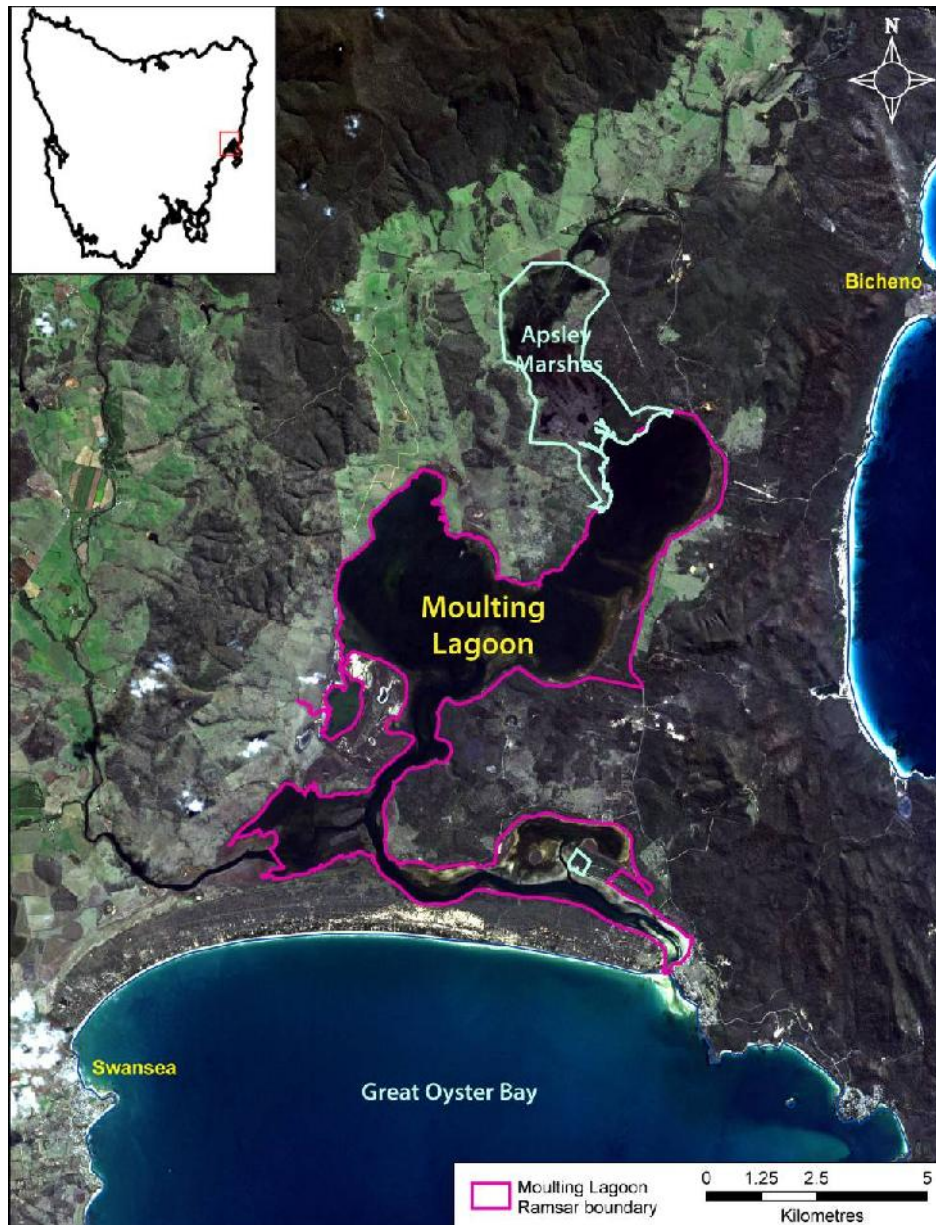 N
Bicheno
Apsley
Marshes
Moulting
Lagoon
Swansea
Great Oyster Bay
Moulting Lagoon
Ramsar boundary
0 1.25 2.5 5
Kilometres